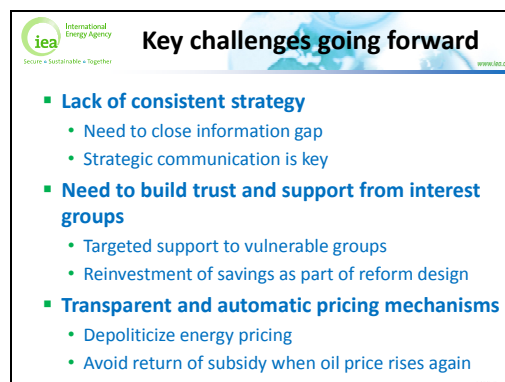 International
Energy Agency
iea
Secure • Sustainable • Together
Key challenges going forward
www.iea.o
Lack of consistent strategy
• Need to close information gap
• Strategic communication is key
Need to build trust and support from interest
groups
• Targeted support to vulnerable groups
• Reinvestment of savings as part of reform design
Transparent and automatic pricing mechanisms
• Depoliticize energy pricing
• Avoid return of subsidy when oil price rises again